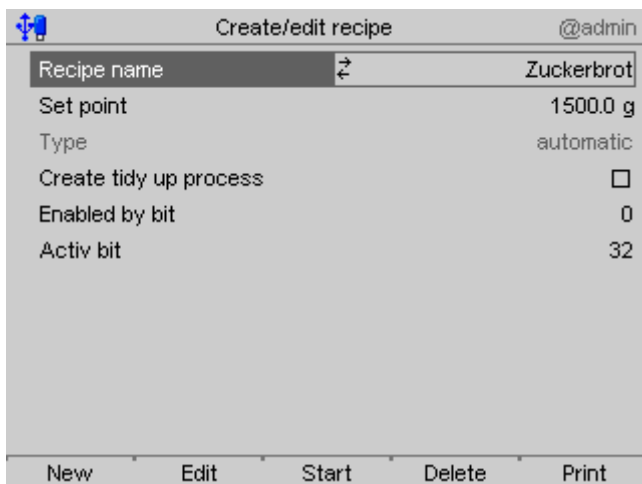 Create/edit recipe @admin
Recipe name Zuckerbrot
Set point 1500.0 g
Type automatic
Create tidy up process
Enabled by bit 0
Activ bit 32
New Edit Start Delete Print